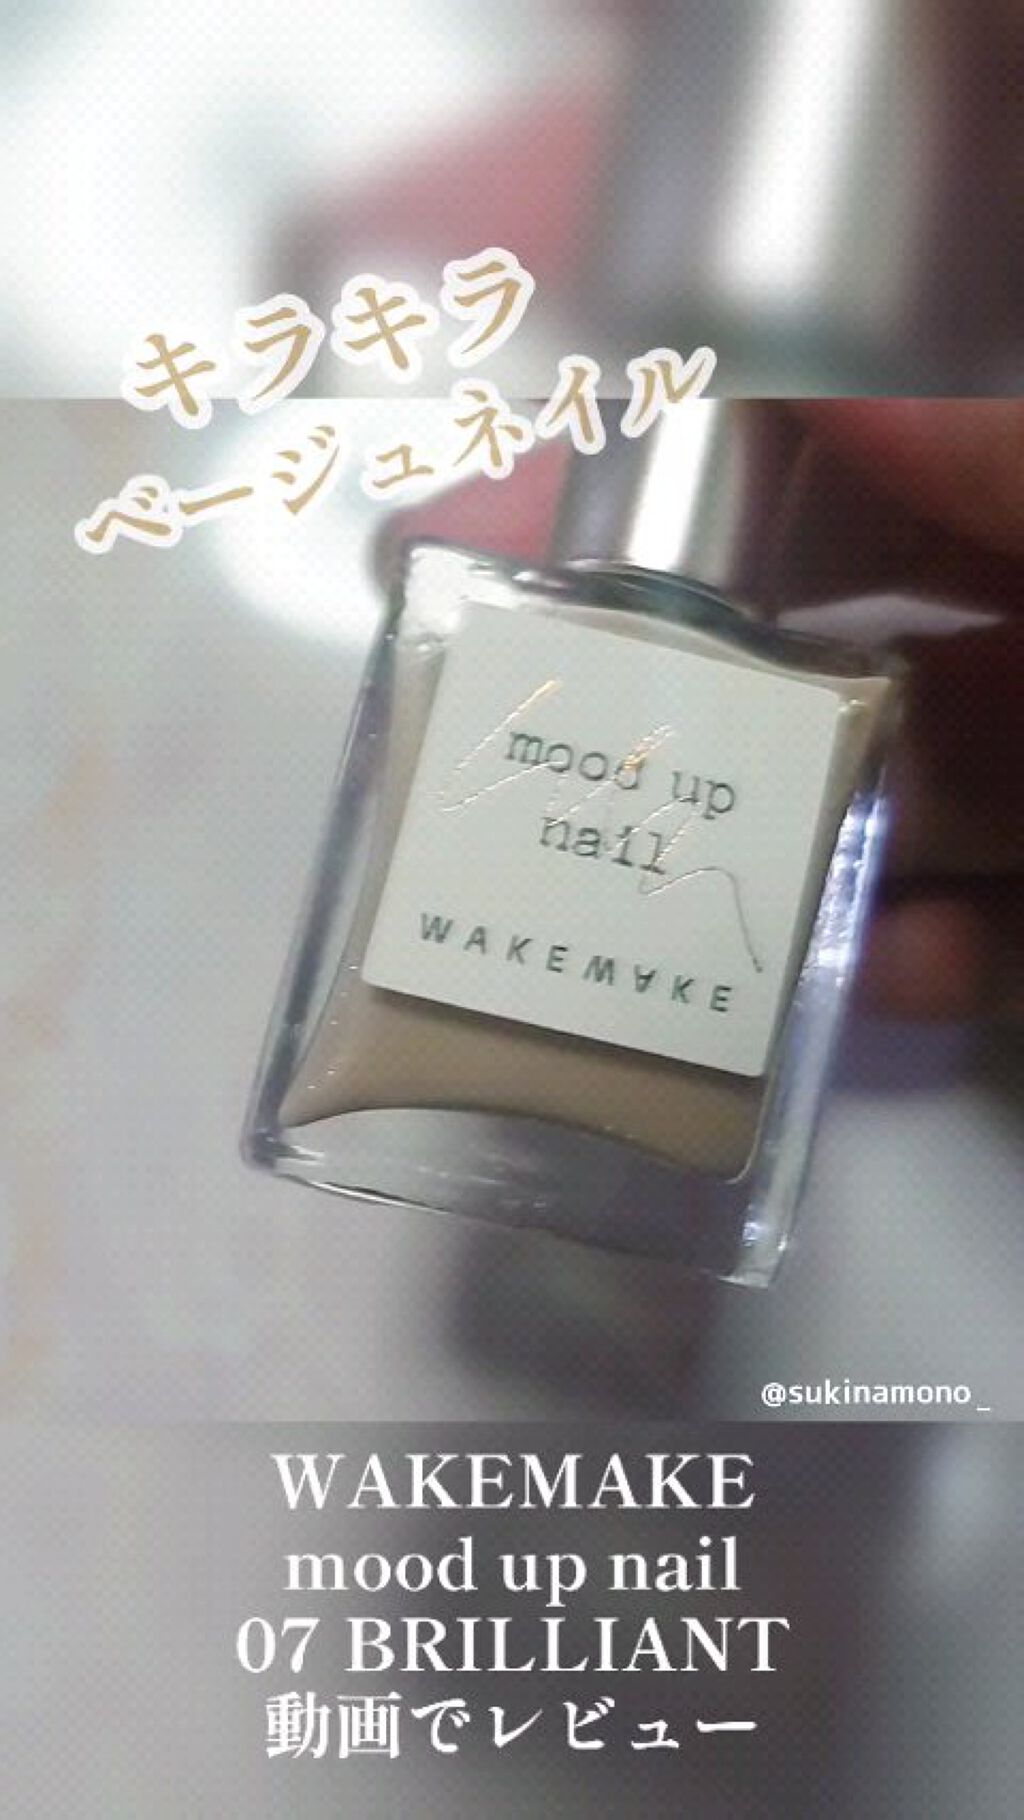 キラキラ
ベージュネイル
mood up
nail
WAKEMAKE
@sukinamono_
WAKEMAKE
mood up nail
07 BRILLIANT
動画でレビュー